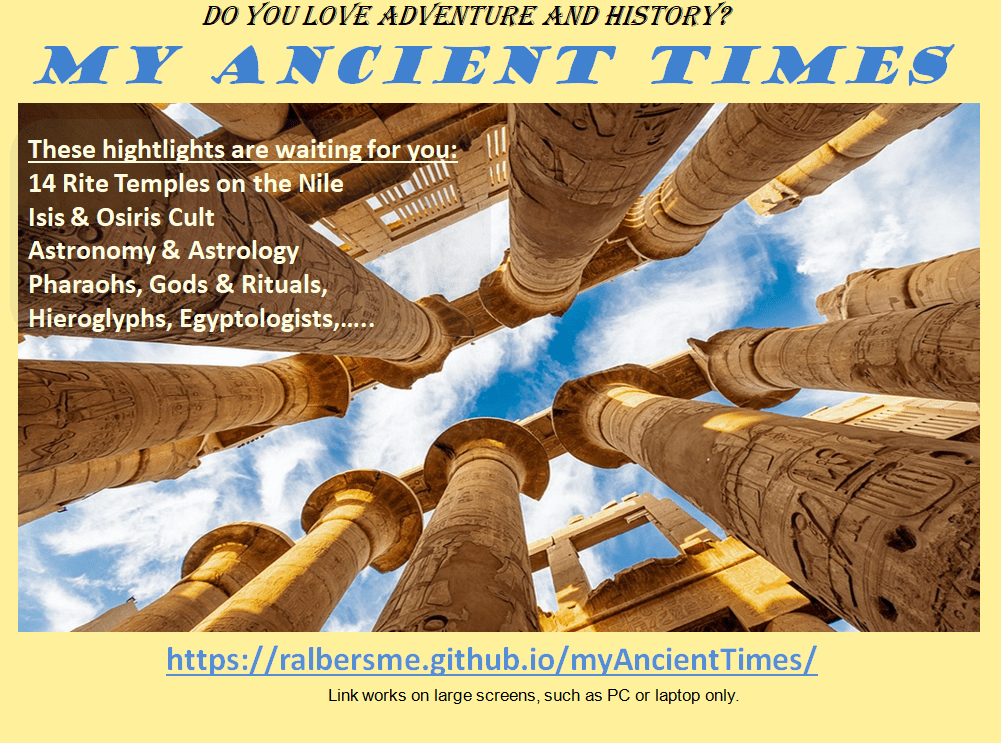 DO YOU LOVE ADVENTURE AND HISTORY?
MY ANCIENT TIMES
These hightlights are waiting for you:
14 Rite Temples on the Nile
Isis & Osiris Cult
Astronomy & Astrology
Pharaohs, Gods & Rituals,
Hieroglyphs, Egyptologists,.....
https://ralbersme.github.io/myAncientTimes/
Link works on large screens, such as PC or laptop only.